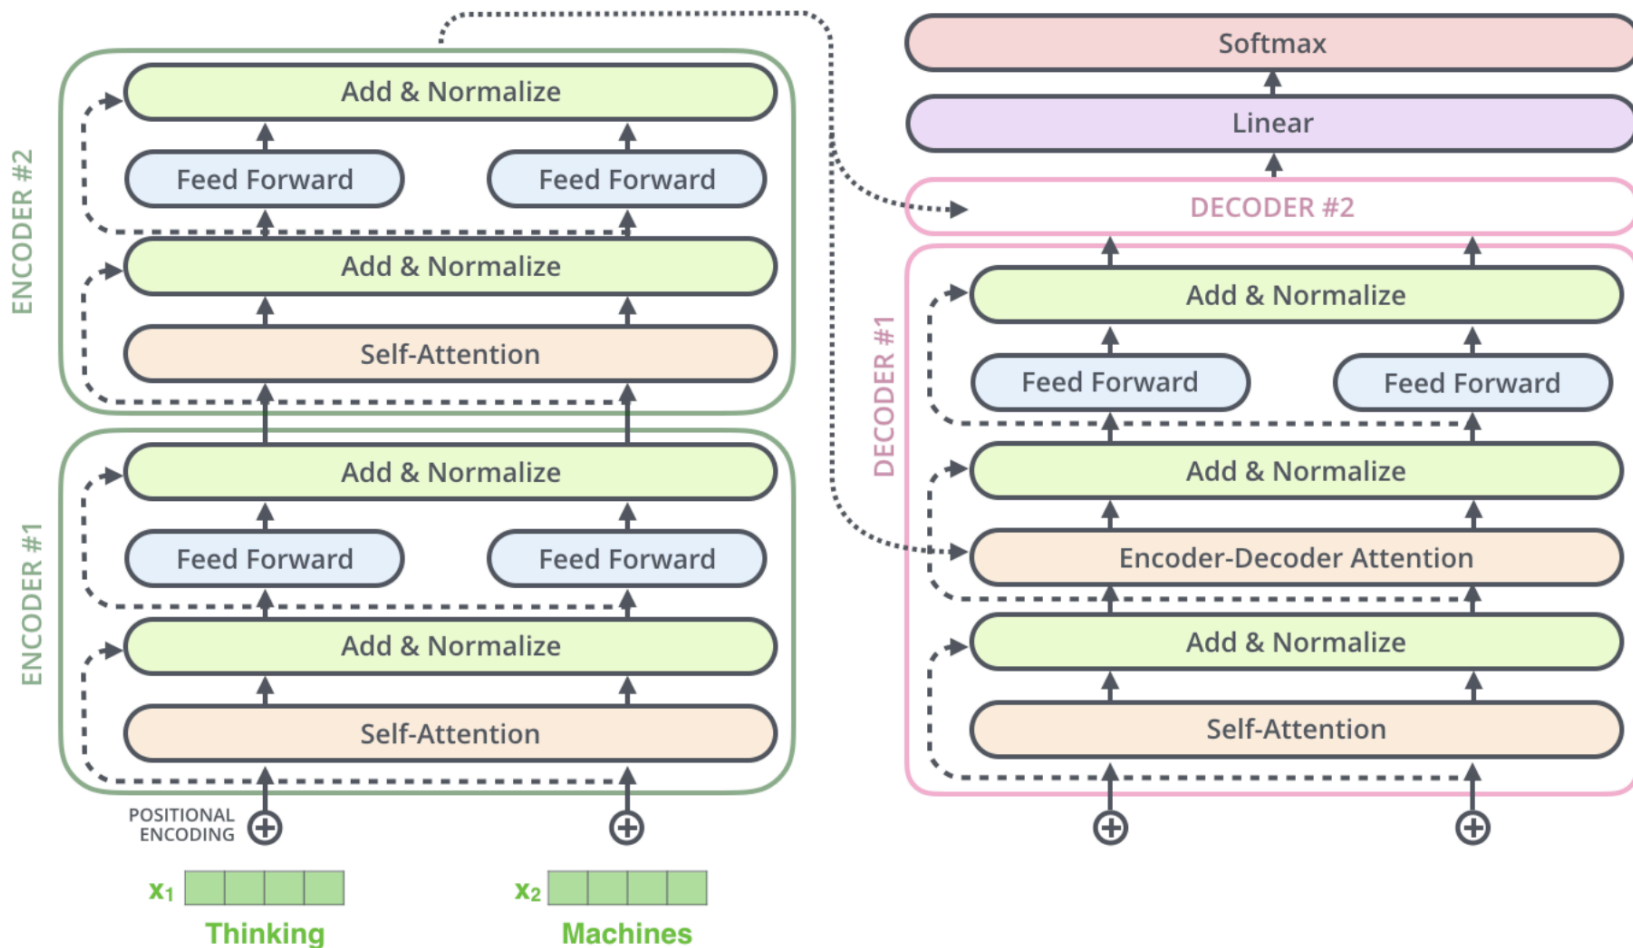 ENCODER #2
Add & Normalize
Feed Forward
Feed Forward
Add & Normalize
Self-Attention
ENCODER #1
Add & Normalize
Feed Forward
Feed Forward
Add & Normalize
Self-Attention
POSITIONAL
ENCODING
x₁
x₂
Thinking
Machines
Softmax
Linear
DECODER #2
DECODER #1
Add & Normalize
Feed Forward
Feed Forward
Add & Normalize
Encoder-Decoder Attention
Add & Normalize
Self-Attention